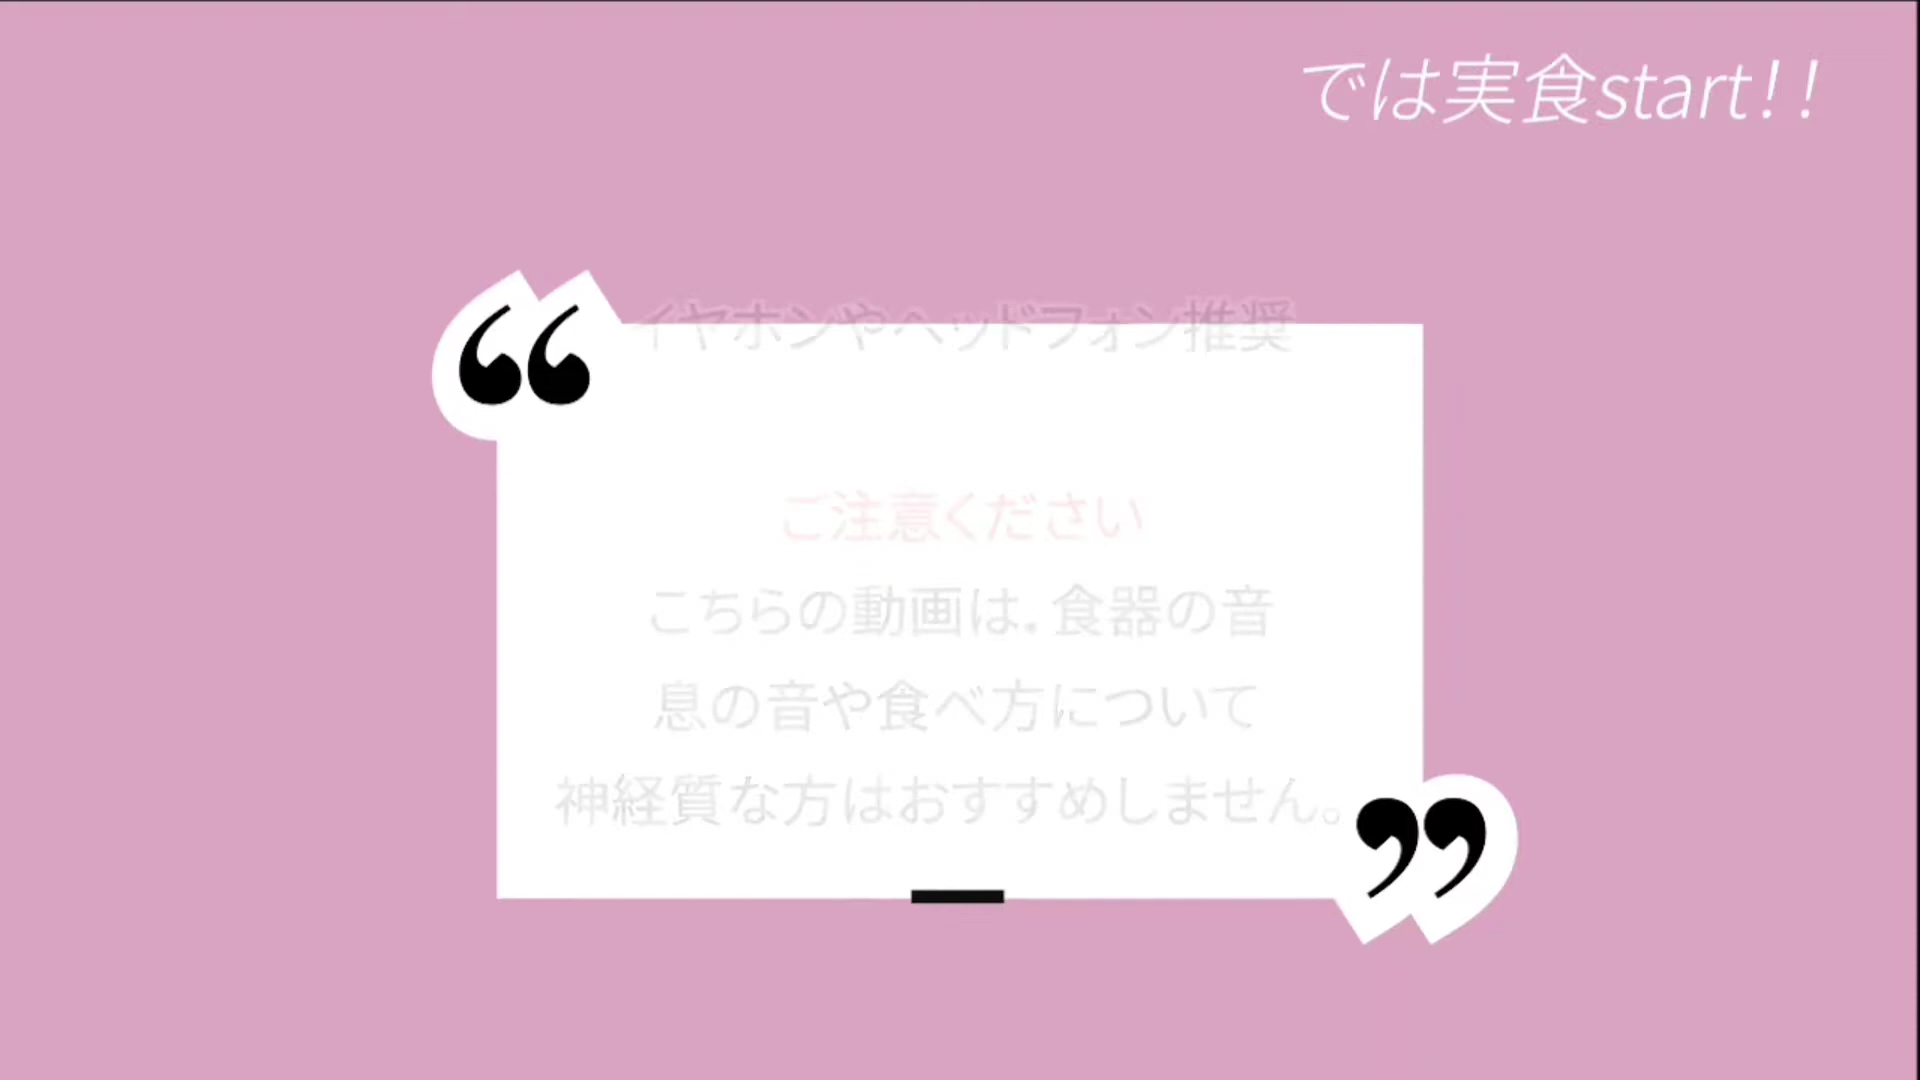 では実食start!!
イヤホンやヘッドフォン推奨
ご注意ください
こちらの動画は．食器の音
息の音や食べ方について
神経質な方はおすすめしません。